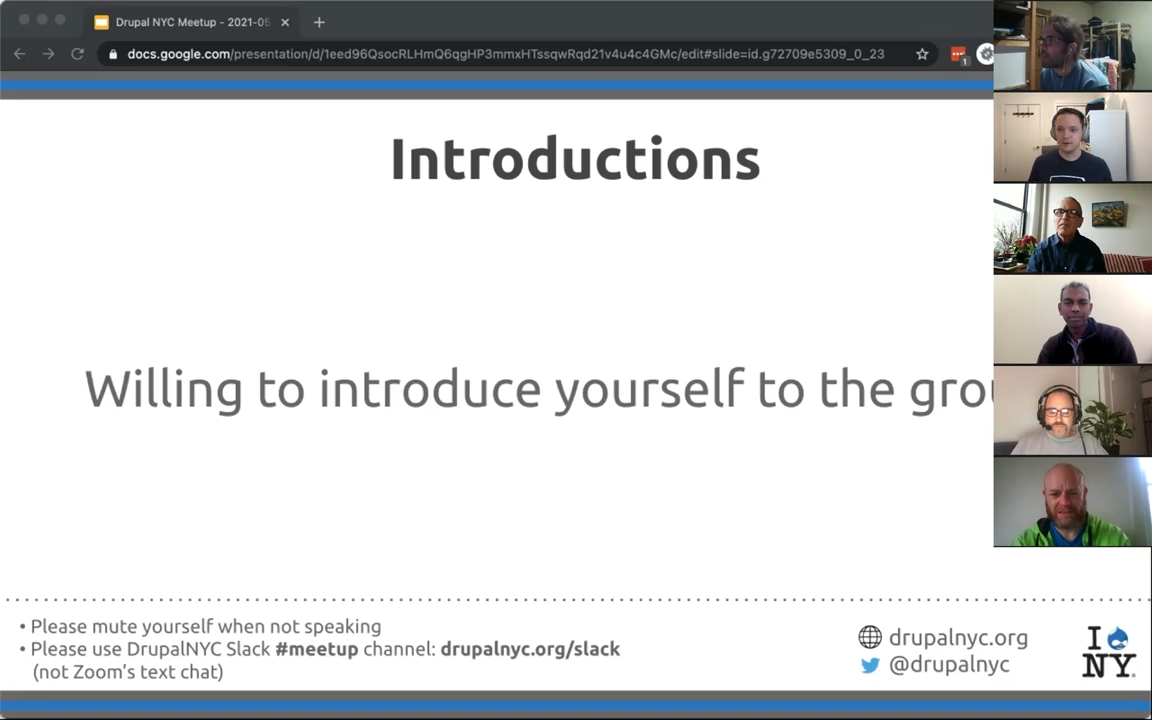 Drupal NYC Meetup - 2021-05
docs.google.com/presentation/d/1eed96QsocRLHmQ6qgHP3mmxHTssqwRqd21v4u4c4GMc/edit#slide=id.g72709e5309_0_23
1
Introductions
Willing to introduce yourself to the grou
• Please mute yourself when not speaking
• Please use DrupalNYC Slack #meetup channel: drupalnyc.org/slack
(not Zoom's text chat)
drupalnyc.org
@drupalnyc
I
NY